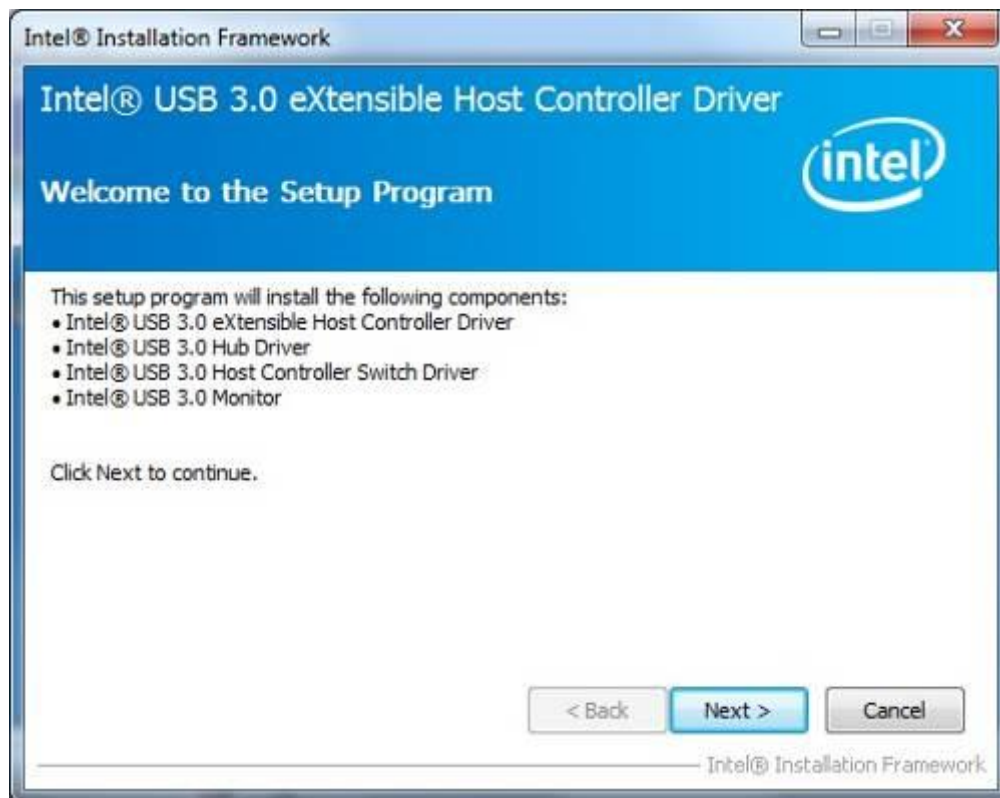 Intel® Installation Framework
Intel® USB 3.0 eXtensible Host Controller Driver
intel
Welcome to the Setup Program
This setup program will install the following components:
• Intel® USB 3.0 eXtensible Host Controller Driver
• Intel® USB 3.0 Hub Driver
• Intel® USB 3.0 Host Controller Switch Driver
• Intel® USB 3.0 Monitor
Click Next to continue.
< Back Next > Cancel
Intel® Installation Framework